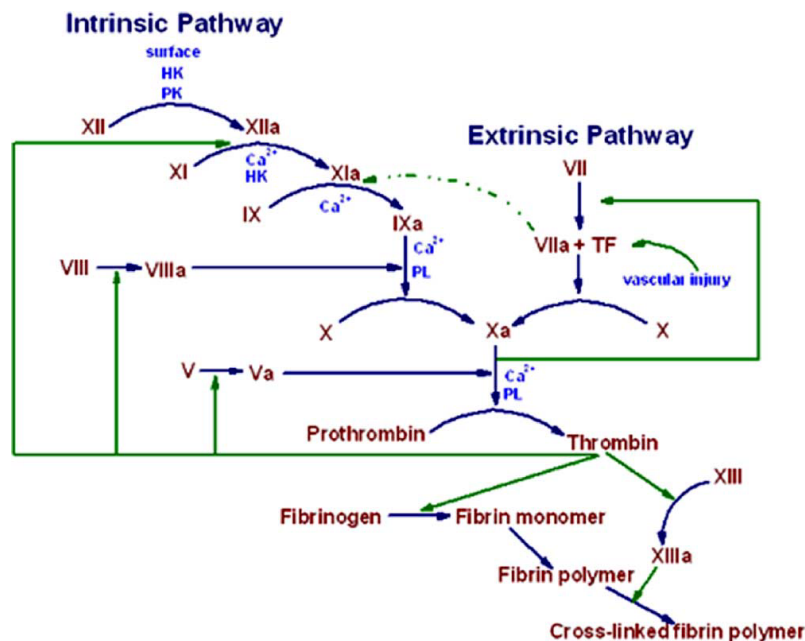 Intrinsic Pathway
surface
HK
PK
XII
XIIa
Extrinsic Pathway
XI
Ca²⁺
HK
XIa
VII
IX
Ca²⁺
IXa
VIIa + TF
Ca²⁺
PL
VIII
VIIIa
vascular injury
X
Xa
X
V
Va
Ca²⁺
PL
Prothrombin
Thrombin
XIII
Fibrinogen
Fibrin monomer
XIIIa
Fibrin polymer
Cross-linked fibrin polymer